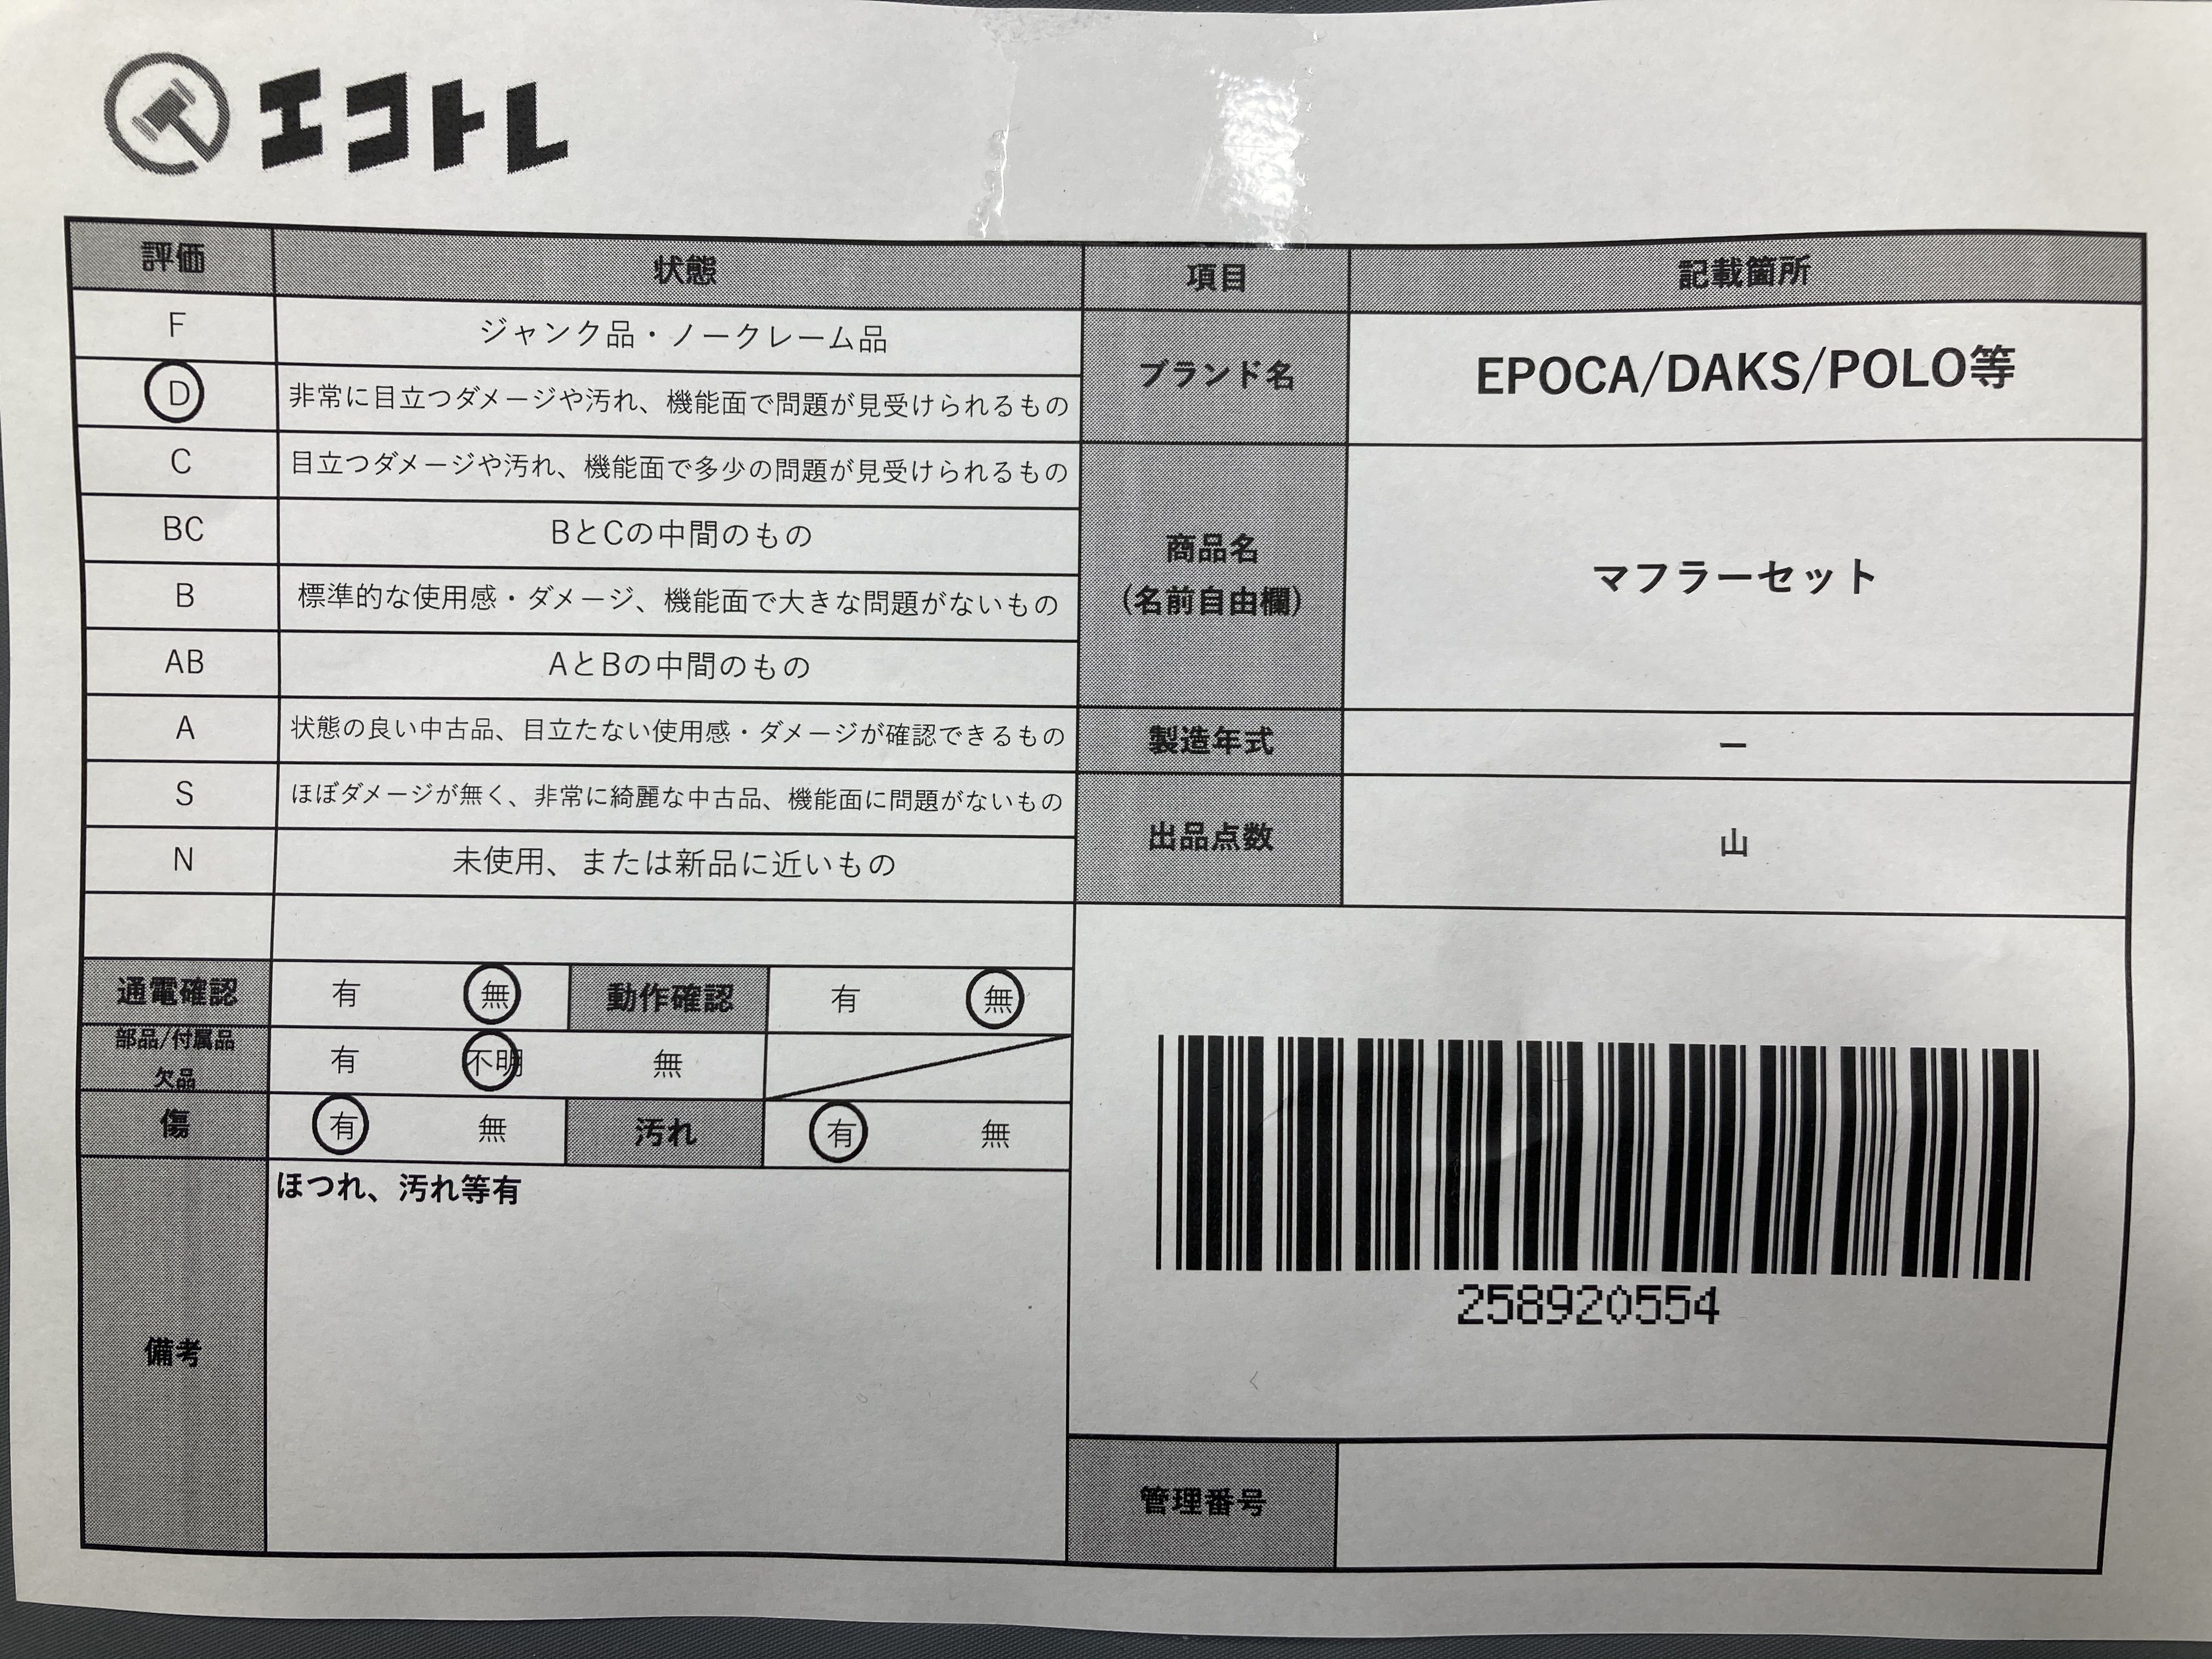 エコトレ
評価 状態 項目 記載箇所
F ジャンク品・ノークレーム品
D 非常に目立つダメージや汚れ、機能面で問題が見受けられるもの
ブランド名 EPOCA/DAKS/POLO等
C 目立つダメージや汚れ、機能面で多少の問題が見受けられるもの
BC BとCの中間のもの
B 標準的な使用感・ダメージ、機能面で大きな問題がないもの
商品名
(名前自由欄)
マフラーセット
AB AとBの中間のもの
A 状態の良い中古品、目立たない使用感・ダメージが確認できるもの
製造年式 ー
S ほぼダメージが無く、非常に綺麗な中古品、機能面に問題がないもの
出品点数 山
N 未使用、または新品に近いもの
通電確認 有 無 動作確認 有 無
部品/付属品
欠品
有 不明 無
傷 有 無 汚れ 有 無
備考
ほつれ、汚れ等有
258920554
管理番号